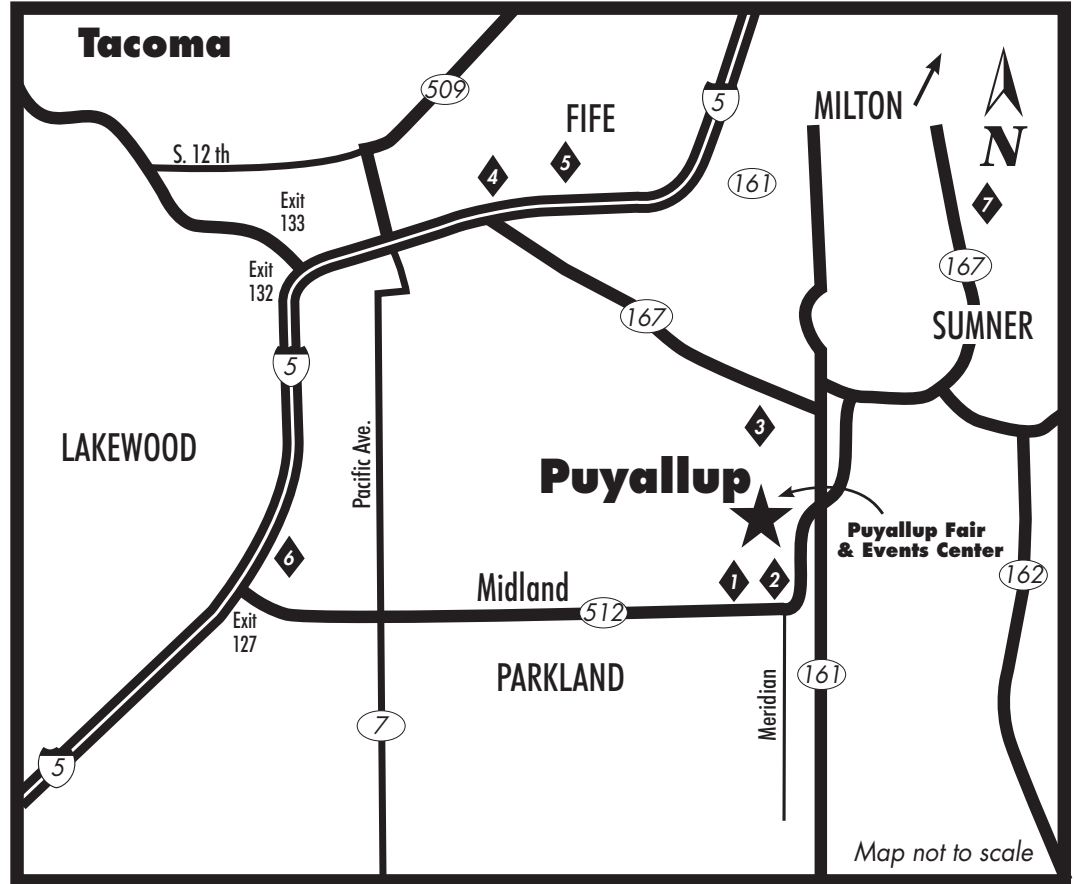 Tacoma
509
5
FIFE
MILTON
N
S. 12 th
4
5
161
7
Exit
133
Exit
132
167
167
SUMNER
5
3
LAKEWOOD
Pacific Ave.
Puyallup
Puyallup Fair
& Events Center
6
1
2
162
Midland
512
Exit
127
PARKLAND
Meridian
161
7
5
Map not to scale